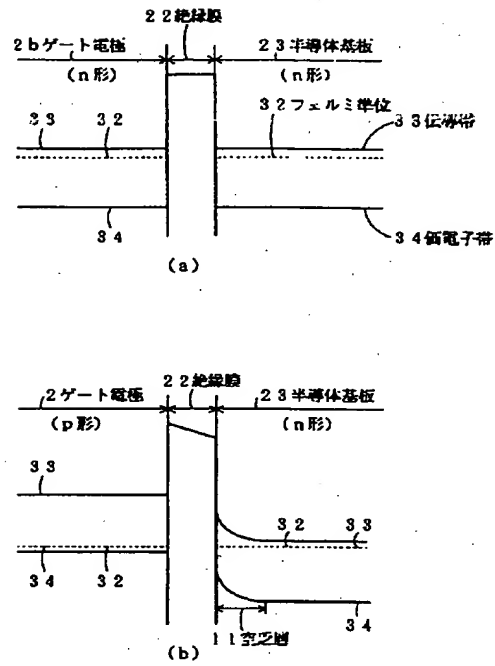 22絶縁膜
2bゲート電極 23半導体基板
(n形) (n形)
32フェルミ準位
33 32 33伝導帯
34 34価電子帯
(a)
22絶縁膜
2ゲート電極 23半導体基板
(p形) (n形)
33
32 33
34 32 34
11空乏層
(b)